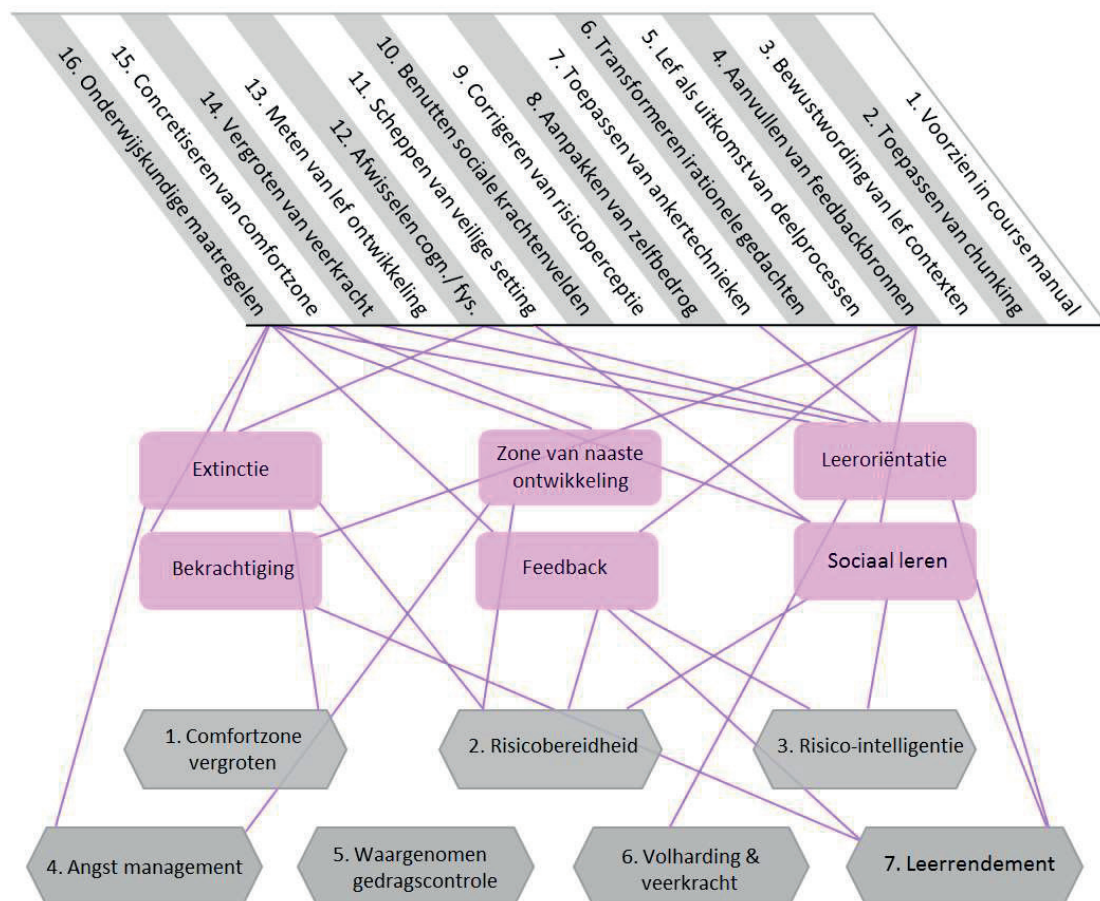 16. Onderwijskundige maatregelen
15. Concretiseren van comfortzone
14. Vergroten van veerkracht
13. Meten van lef ontwikkeling
12. Afwisselen cogn./ fys.
11. Scheppen van veilige setting
10. Benutten sociale krachtenvelden
9. Corrigeren van risicoperceptie
8. Aanpakken van zelfbedrog
7. Toepassen van ankertechnieken
6. Transformeren irationele gedachten
5. Lef als uitkomst van deelprocessen
4. Aanvullen van feedbackbronnen
3. Bewustwording van lef contexten
2. Toepassen van chunking
1. Voorzien in course manual
Extinctie
Zone van naaste
ontwikkeling
Leeroriëntatie
Bekrachtiging
Feedback
Sociaal leren
1. Comfortzone
vergroten
2. Risicobereidheid
3. Risico-intelligentie
4. Angst management
5. Waargenomen
gedragscontrole
6. Volharding &
veerkracht
7. Leerrendement